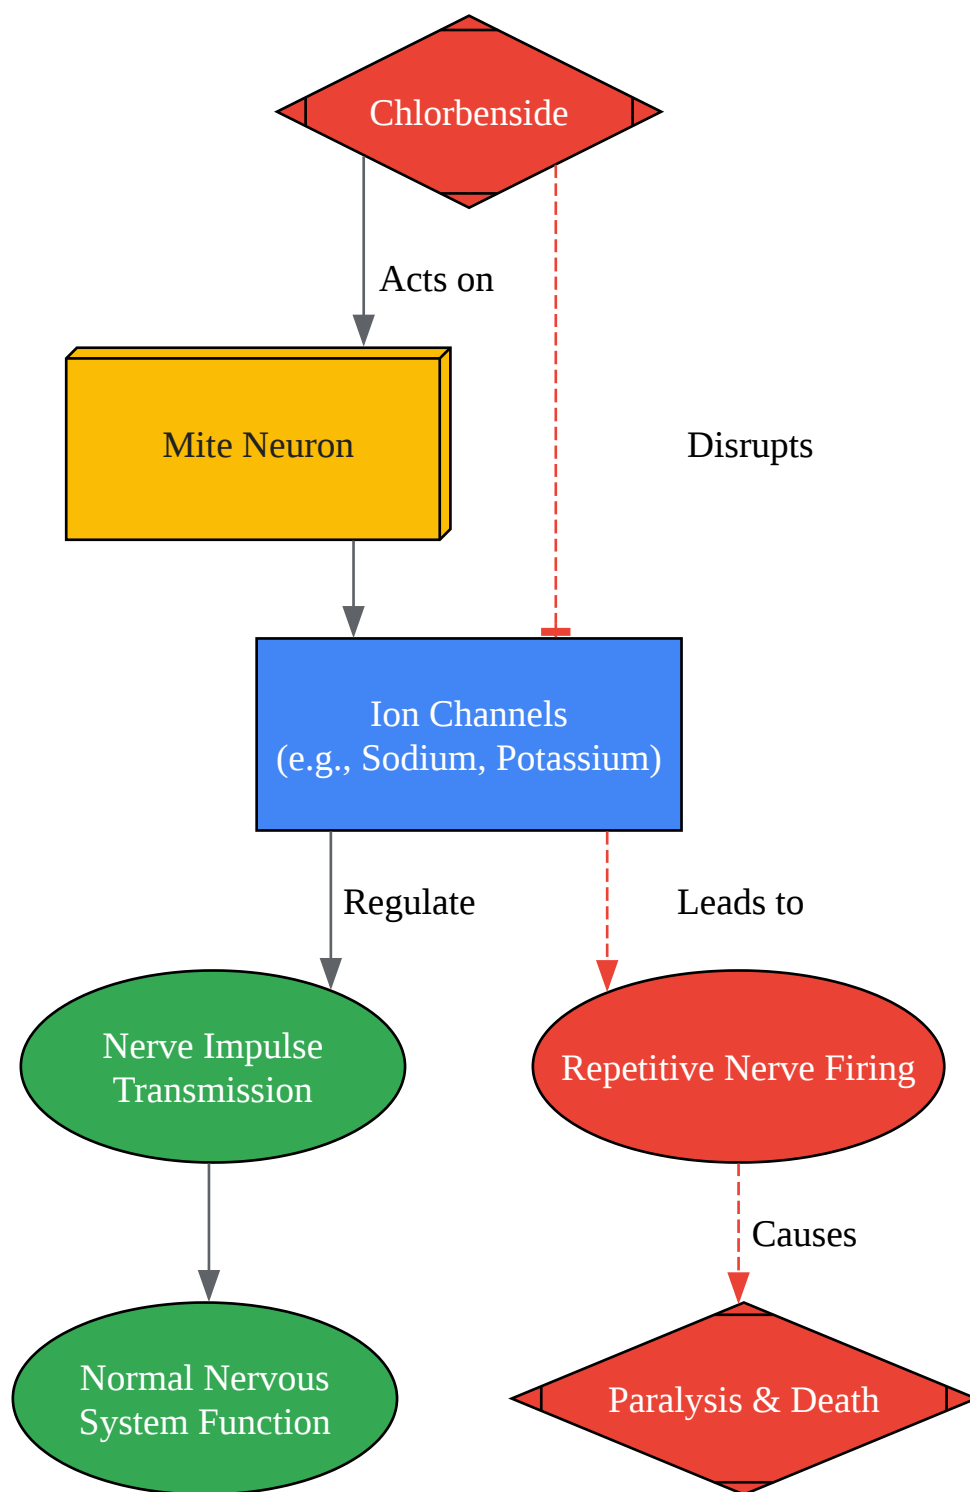 Chlorbenside
Acts on
Mite Neuron
Disrupts
Ion Channels
(e.g., Sodium, Potassium)
Regulate
Leads to
Nerve Impulse
Transmission
Repetitive Nerve Firing
Causes
Normal Nervous
System Function
Paralysis & Death